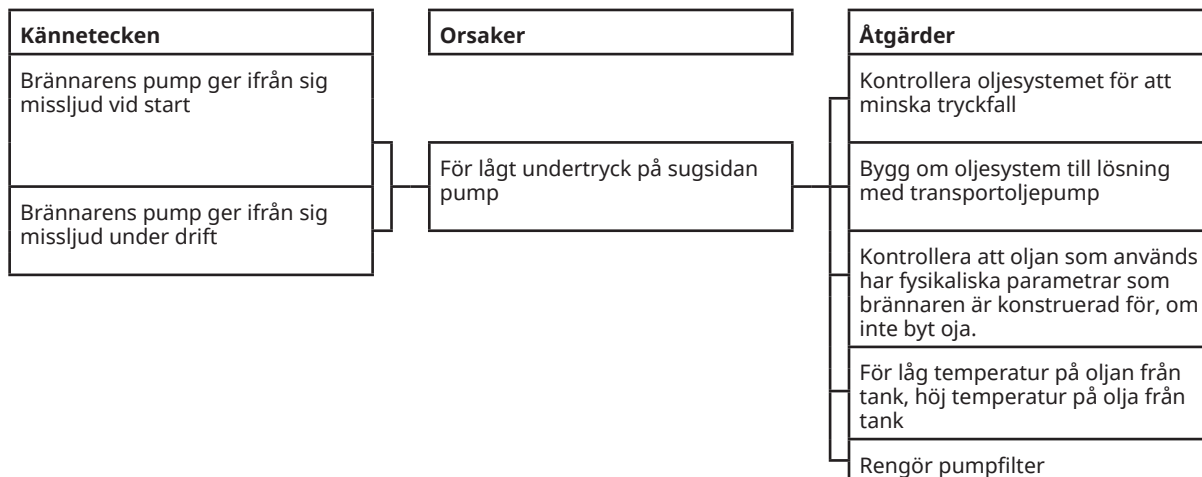 Kännetecken
Orsaker
Åtgärder
Brännarens pump ger ifrån sig
missljud vid start
Brännarens pump ger ifrån sig
missljud under drift
För lågt undertryck på sugsidan
pump
Kontrollera oljesystemet för att
minska tryckfall
Bygg om oljesystem till lösning
med transportoljepump
Kontrollera att oljan som används
har fysikaliska parametrar som
brännaren är konstruerad för, om
inte byt oja.
För låg temperatur på oljan från
tank, höj temperatur på olja från
tank
Rengör pumpfilter